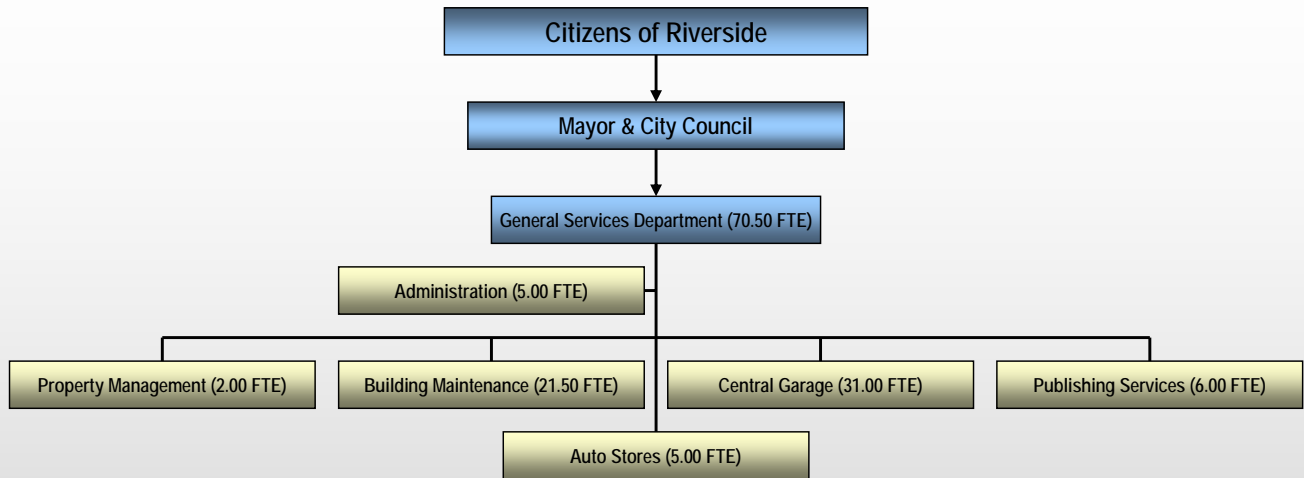 Citizens of Riverside
Mayor & City Council
General Services Department (70.50 FTE)
Administration (5.00 FTE)
Property Management (2.00 FTE)
Building Maintenance (21.50 FTE)
Central Garage (31.00 FTE)
Publishing Services (6.00 FTE)
Auto Stores (5.00 FTE)